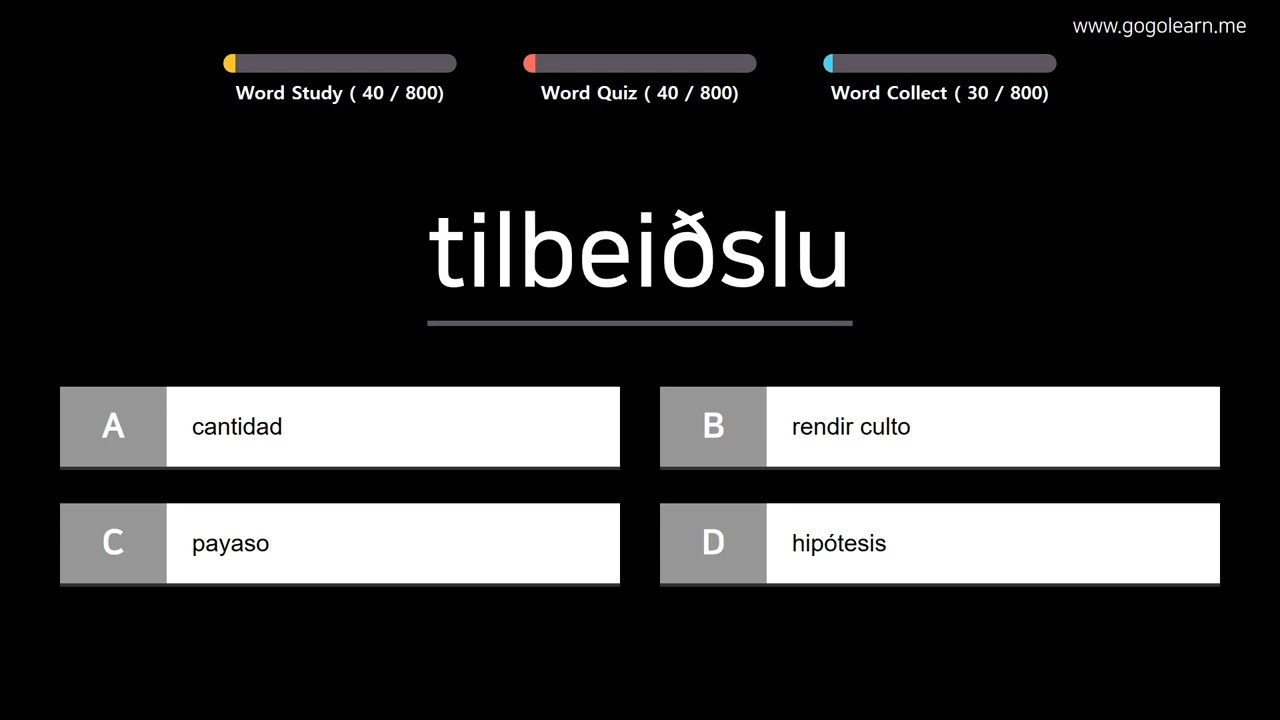 www.gogolearn.me
Word Study ( 40 / 800)
Word Quiz ( 40 / 800)
Word Collect ( 30 / 800)
tilbeiðslu
A cantidad
B rendir culto
C payaso
D hipótesis